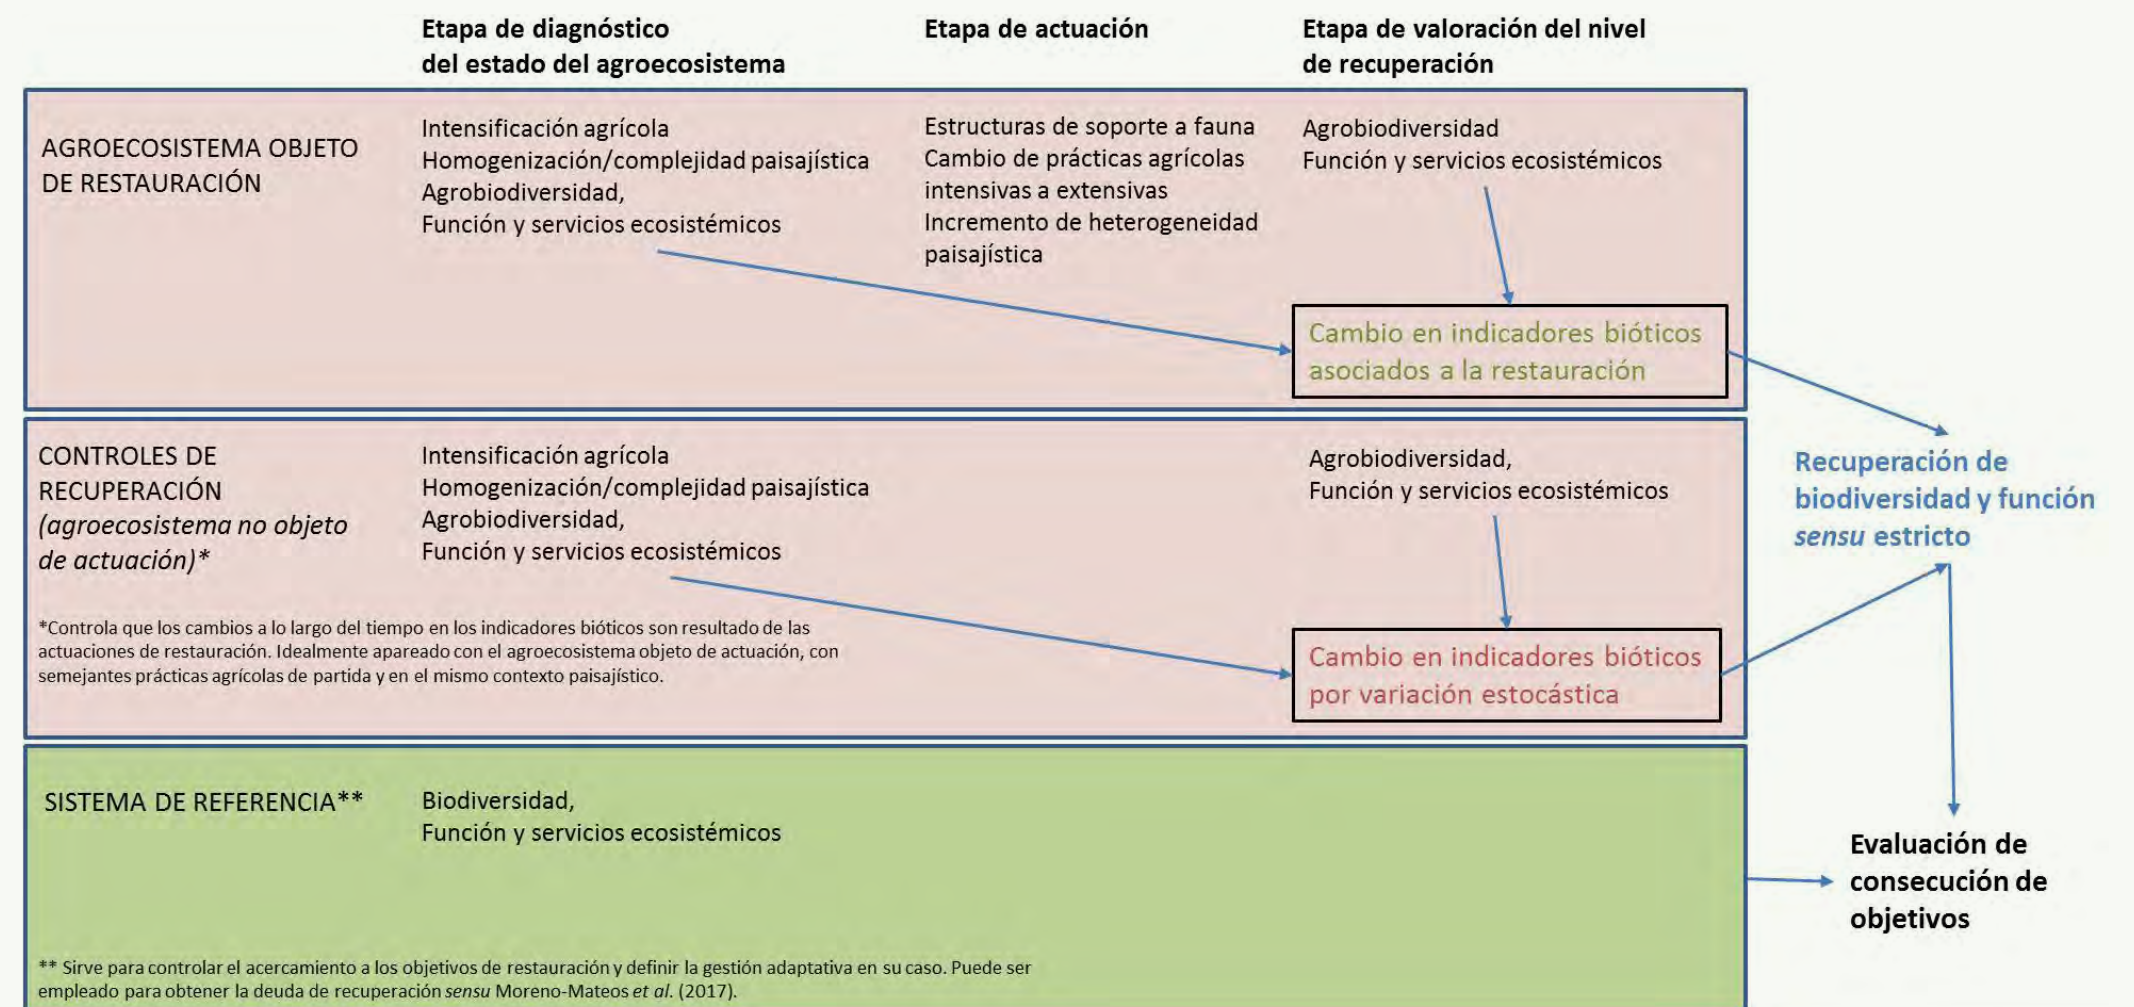 Etapa de diagnóstico
del estado del agroecosistema
Etapa de actuación
Etapa de valoración del nivel
de recuperación
AGROECOSISTEMA OBJETO
DE RESTAURACIÓN
Intensificación agrícola
Homogenización/complejidad paisajística
Agrobiodiversidad,
Función y servicios ecosistémicos
Estructuras de soporte a fauna
Cambio de prácticas agrícolas
intensivas a extensivas
Incremento de heterogeneidad
paisajística
Agrobiodiversidad
Función y servicios ecosistémicos
Cambio en indicadores bióticos
asociados a la restauración
CONTROLES DE
RECUPERACIÓN
(agroecosistema no objeto
de actuación)*
Intensificación agrícola
Homogenización/complejidad paisajística
Agrobiodiversidad,
Función y servicios ecosistémicos
Agrobiodiversidad,
Función y servicios ecosistémicos
*Controla que los cambios a lo largo del tiempo en los indicadores bióticos son resultado de las
actuaciones de restauración. Idealmente apareado con el agroecosistema objeto de actuación, con
semejantes prácticas agrícolas de partida y en el mismo contexto paisajístico.
Cambio en indicadores bióticos
por variación estocástica
Recuperación de
biodiversidad y función
sensu estricto
SISTEMA DE REFERENCIA**
Biodiversidad,
Función y servicios ecosistémicos
Evaluación de
consecución de
objetivos
** Sirve para controlar el acercamiento a los objetivos de restauración y definir la gestión adaptativa en su caso. Puede ser
empleado para obtener la deuda de recuperación sensu Moreno-Mateos et al. (2017).